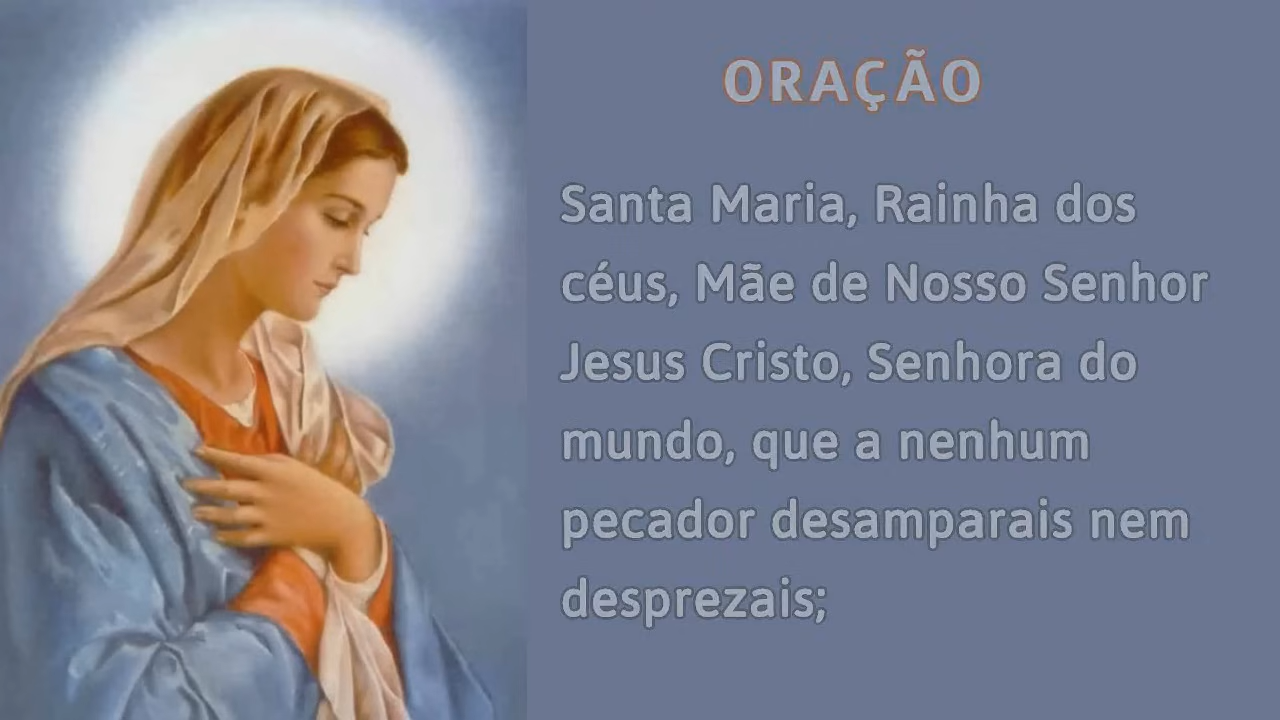 ORAÇÃO
Santa Maria, Rainha dos
céus, Mãe de Nosso Senhor
Jesus Cristo, Senhora do
mundo, que a nenhum
pecador desamparais nem
desprezais;